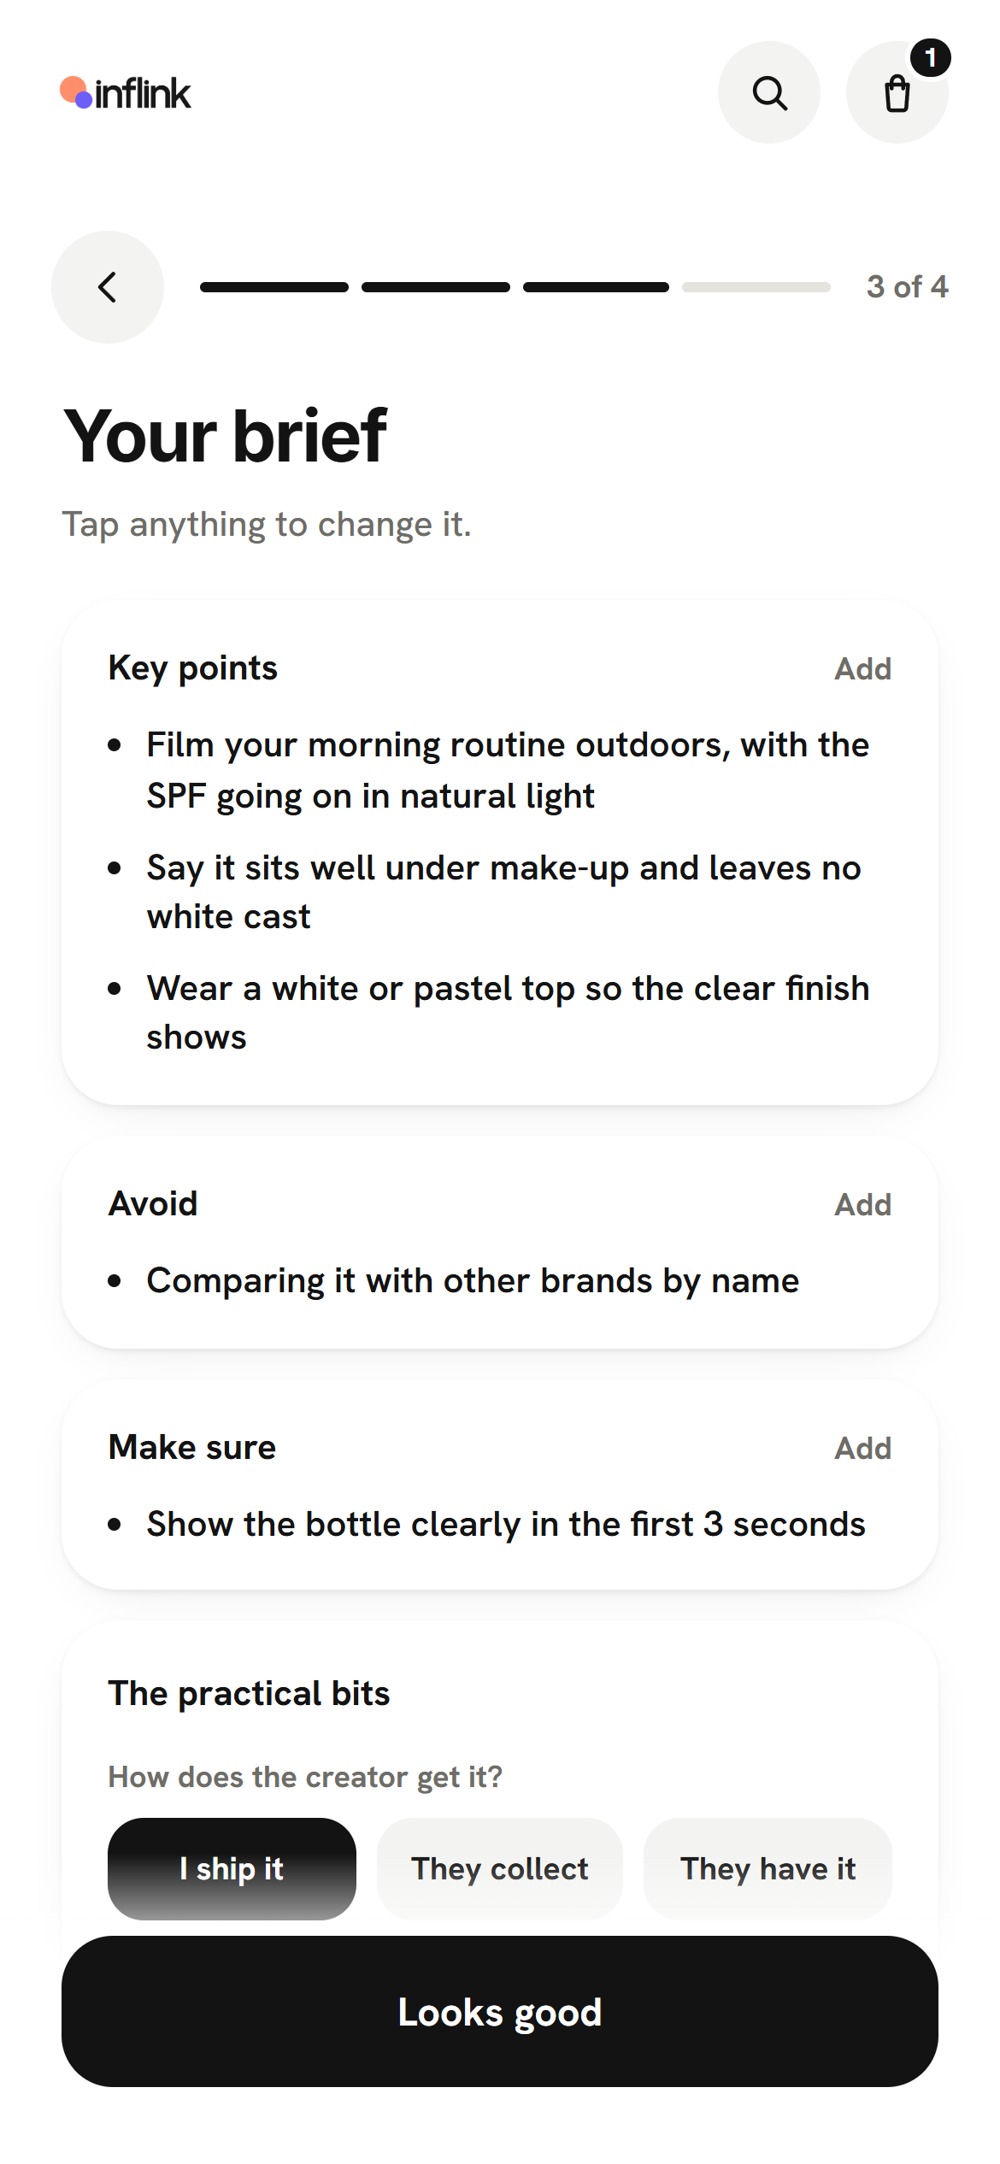 inflink
1
3 of 4
Your brief
Tap anything to change it.
Key points
Add
• Film your morning routine outdoors, with the
SPF going on in natural light
• Say it sits well under make-up and leaves no
white cast
• Wear a white or pastel top so the clear finish
shows
Avoid
Add
• Comparing it with other brands by name
Make sure
Add
• Show the bottle clearly in the first 3 seconds
The practical bits
How does the creator get it?
I ship it
They collect
They have it
Looks good